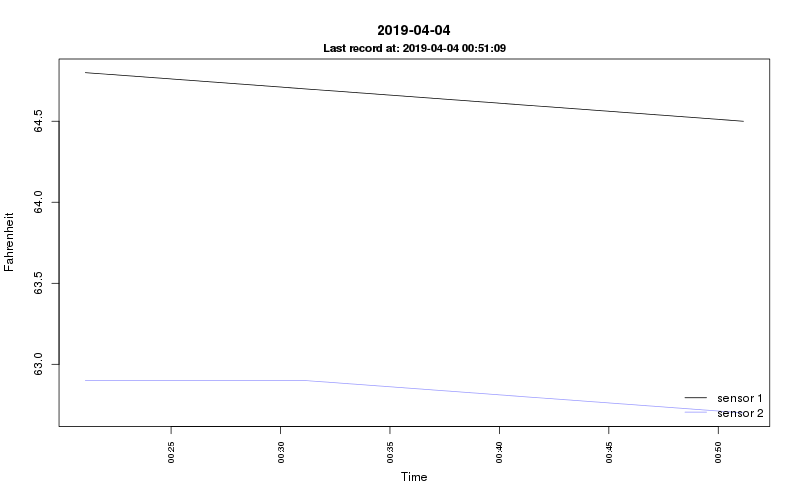 2019-04-04
Last record at: 2019-04-04 00:51:09
Fahrenheit
64.5
64.0
63.5
63.0
sensor 1
sensor 2
00:25
00:30
00:35
00:40
00:45
00:50
Time